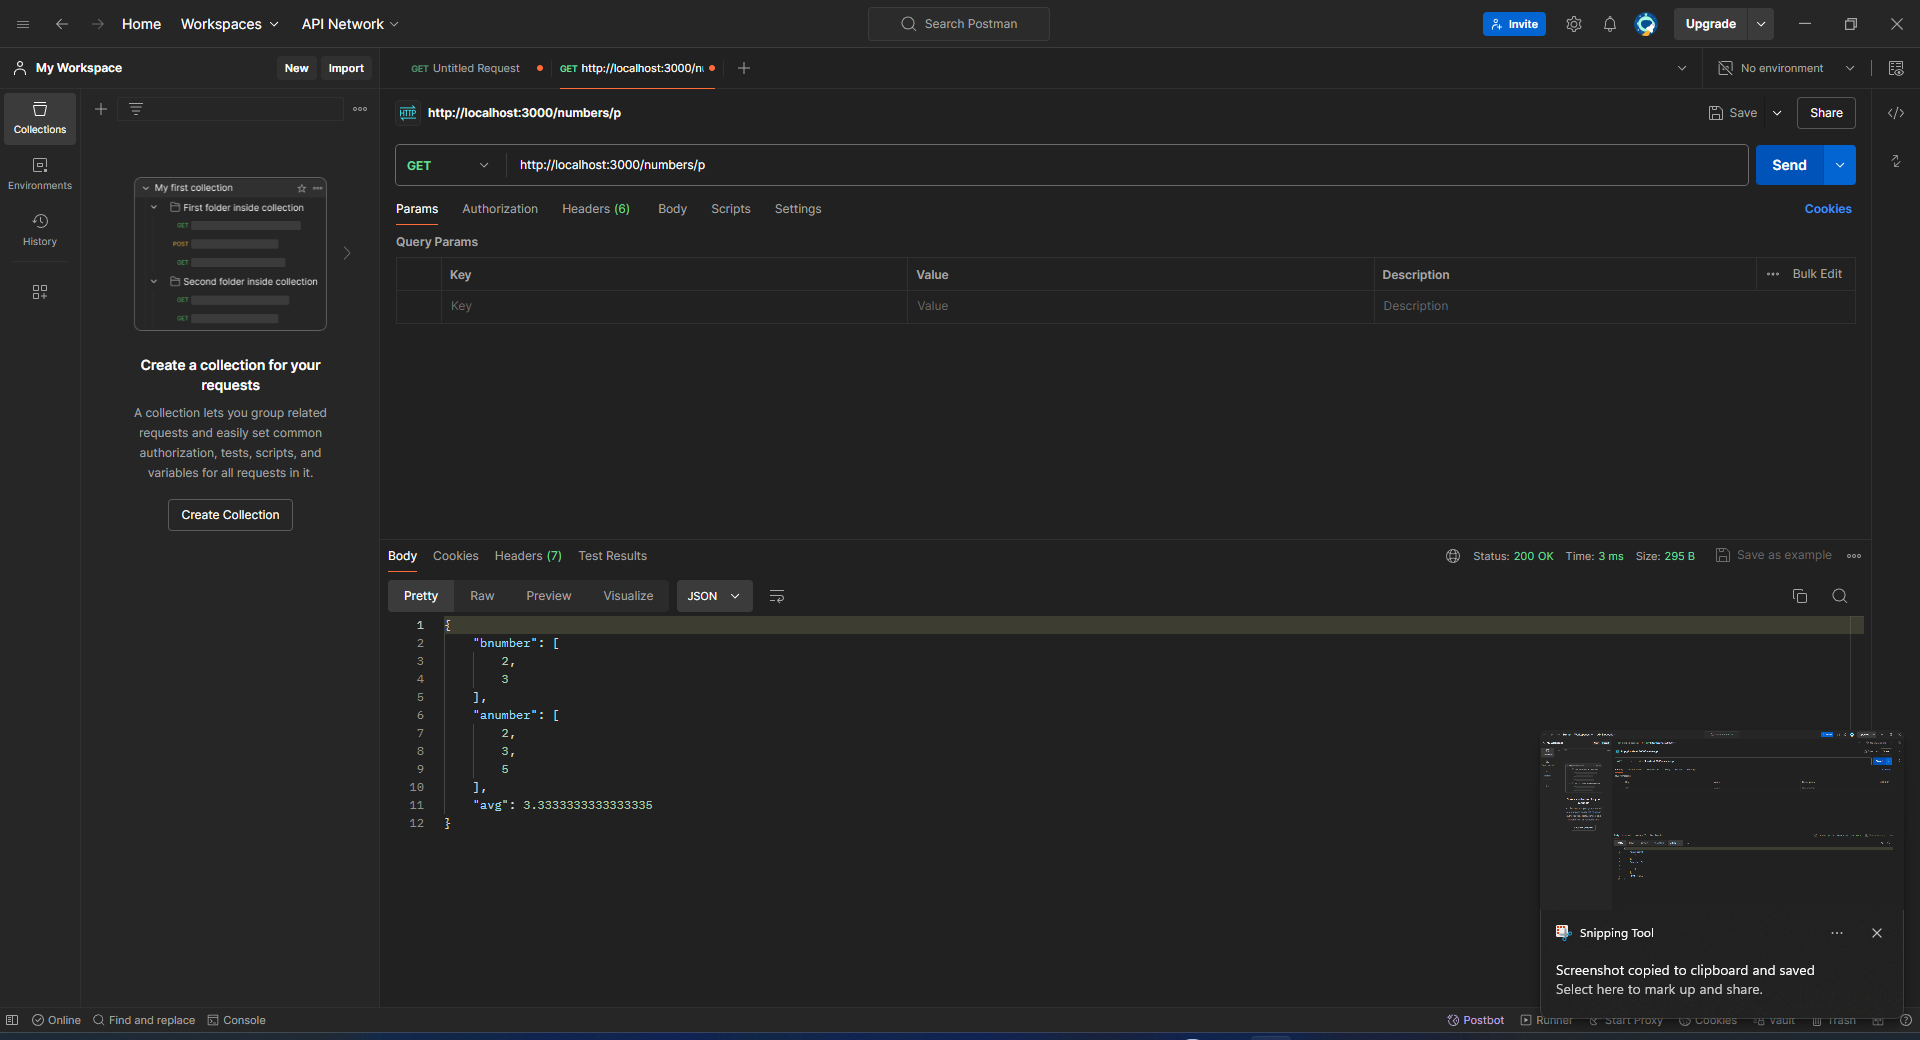 Home Workspaces API Network Search Postman Invite Upgrade
My Workspace New Import GET Untitled Request GET http://localhost:3000/n No environment
Collections
Environments
History
My first collection
First folder inside collection
GET
POST
GET
Second folder inside collection
GET
GET
Create a collection for your
requests
A collection lets you group related
requests and easily set common
authorization, tests, scripts, and
variables for all requests in it.
Create Collection
HTTP http://localhost:3000/numbers/p Save Share
GET http://localhost:3000/numbers/p Send
Params Authorization Headers (6) Body Scripts Settings Cookies
Query Params
Key Value Description Bulk Edit
Key Value Description
Body Cookies Headers (7) Test Results Status: 200 OK Time: 3 ms Size: 295 B Save as example
Pretty Raw Preview Visualize JSON
1 {
2 "bnumber": [
3 2,
4 3
5 ],
6 "anumber": [
7 2,
8 3,
9 5
10 ],
11 "avg": 3.3333333333333335
12 }
Snipping Tool
Screenshot copied to clipboard and saved
Select here to mark up and share.
Online Find and replace Console Postbot Runner Start Proxy Cookies Vault Trash